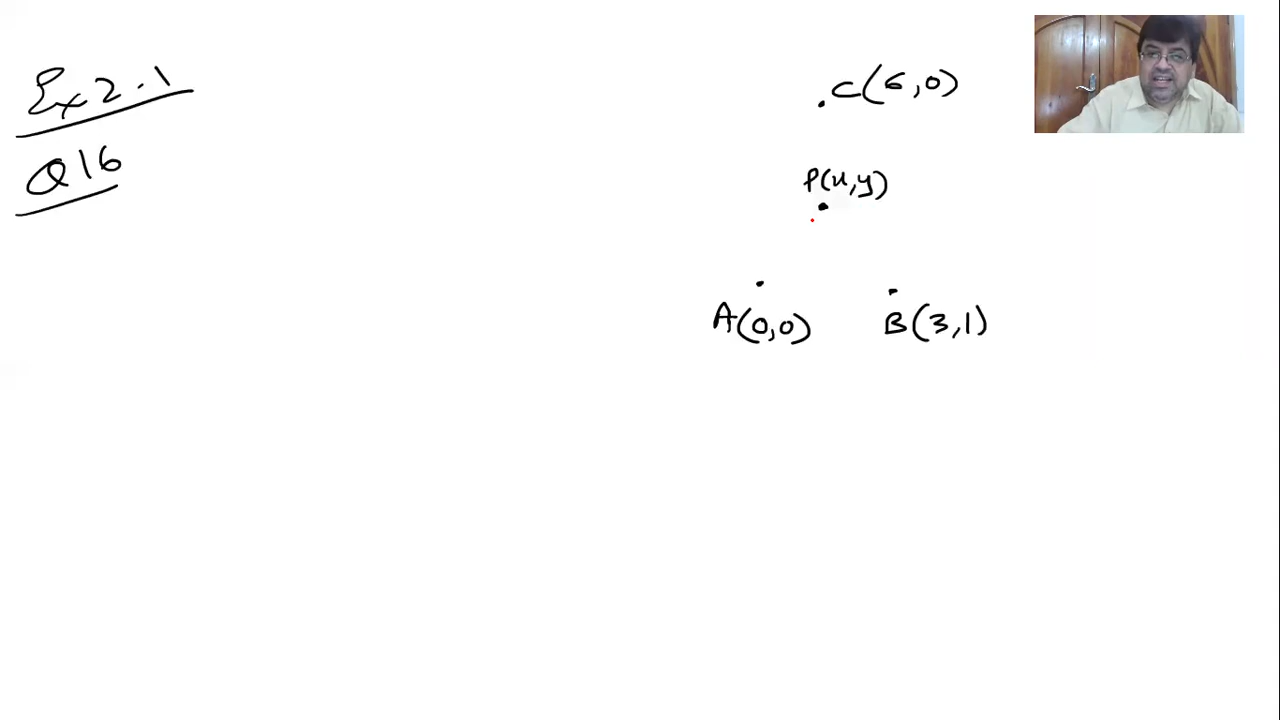 Ex 2.1
Q16
C(6,0)
P(x,y)
A(0,0) B(3,1)